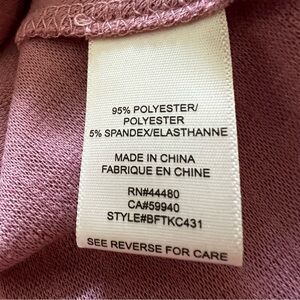 95% POLYESTER/
POLYESTER
5% SPANDEX/ELASTHANNE
MADE IN CHINA
FABRIQUE EN CHINE
RN#44480
CA#59940
STYLE#BFTKC431
SEE REVERSE FOR CARE